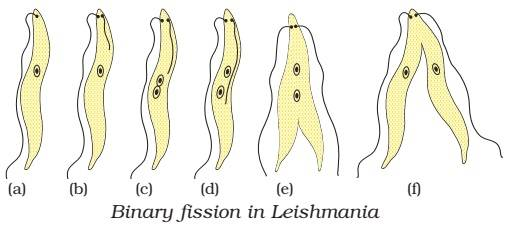 (a) (b) (c) (d) (e) (f)
Binary fission in Leishmania